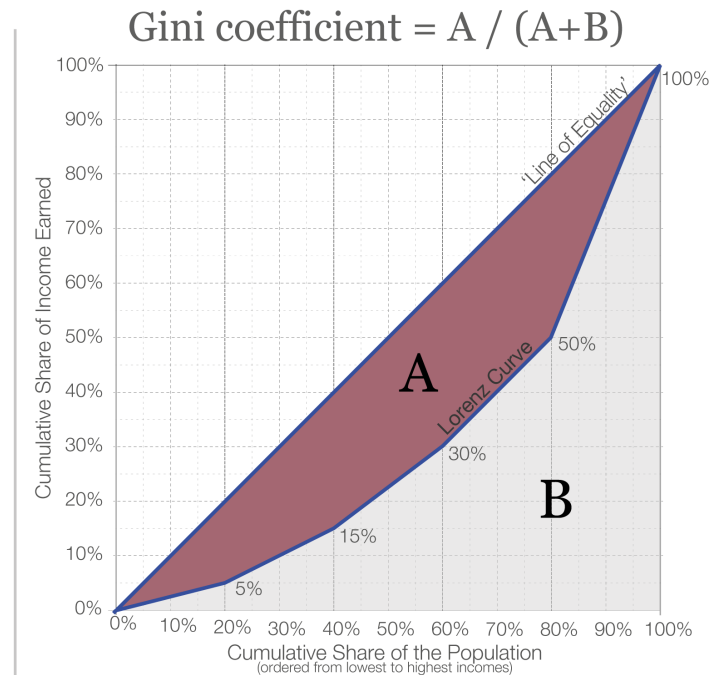 Gini coefficient = A / (A+B)
100%
90%
80%
70%
60%
50%
40%
30%
20%
10%
0%
Cumulative Share of Income Earned
'Line of Equality'
100%
A
Lorenz Curve
50%
30%
B
15%
5%
0% 10% 20% 30% 40% 50% 60% 70% 80% 90% 100%
Cumulative Share of the Population
(ordered from lowest to highest incomes)